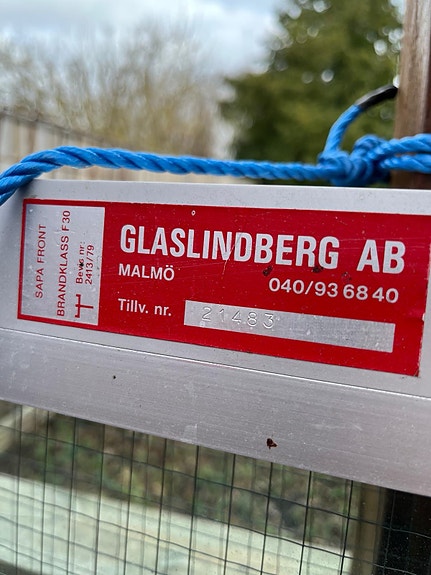 SAPA FRONT
BRANDKLASS F30
Bevis nr:
2413/79
GLASLINDBERG AB
MALMÖ
040/93 68 40
Tillv. nr.
21483